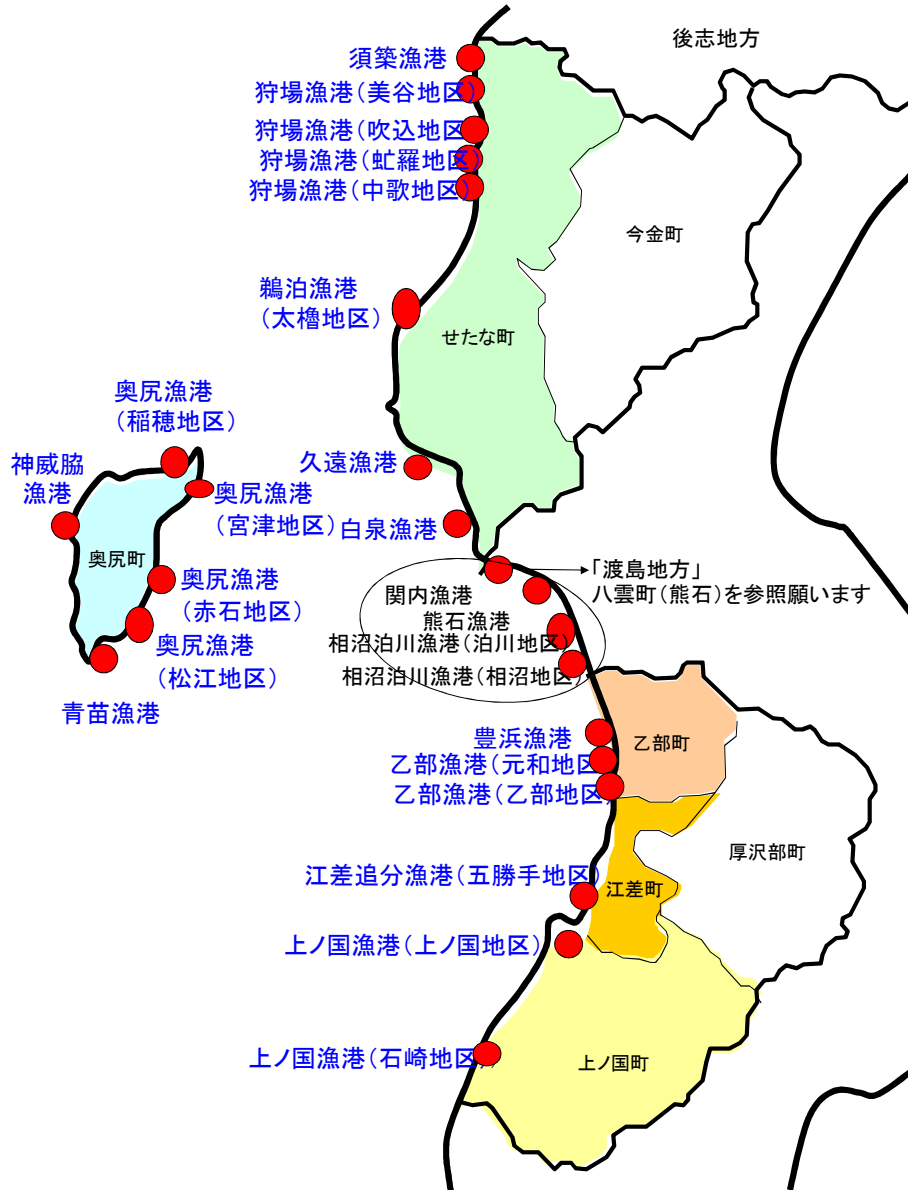 後志地方
須築漁港
狩場漁港（美谷地区）
狩場漁港（吹込地区）
狩場漁港（虻羅地区）
狩場漁港（中歌地区）
今金町
鵜泊漁港
（太櫓地区）
せたな町
奥尻漁港
（稲穂地区）
神威脇
漁港
久遠漁港
奥尻漁港
（宮津地区）
白泉漁港
奥尻町
奥尻漁港
（赤石地区）
奥尻漁港
（松江地区）
青苗漁港
「渡島地方」
八雲町（熊石）を参照願います
関内漁港
熊石漁港
相沼泊川漁港（泊川地区）
相沼泊川漁港（相沼地区）
豊浜漁港
乙部町
乙部漁港（元和地区）
乙部漁港（乙部地区）
厚沢部町
江差追分漁港（五勝手地区）
江差町
上ノ国漁港（上ノ国地区）
上ノ国漁港（石崎地区）
上ノ国町